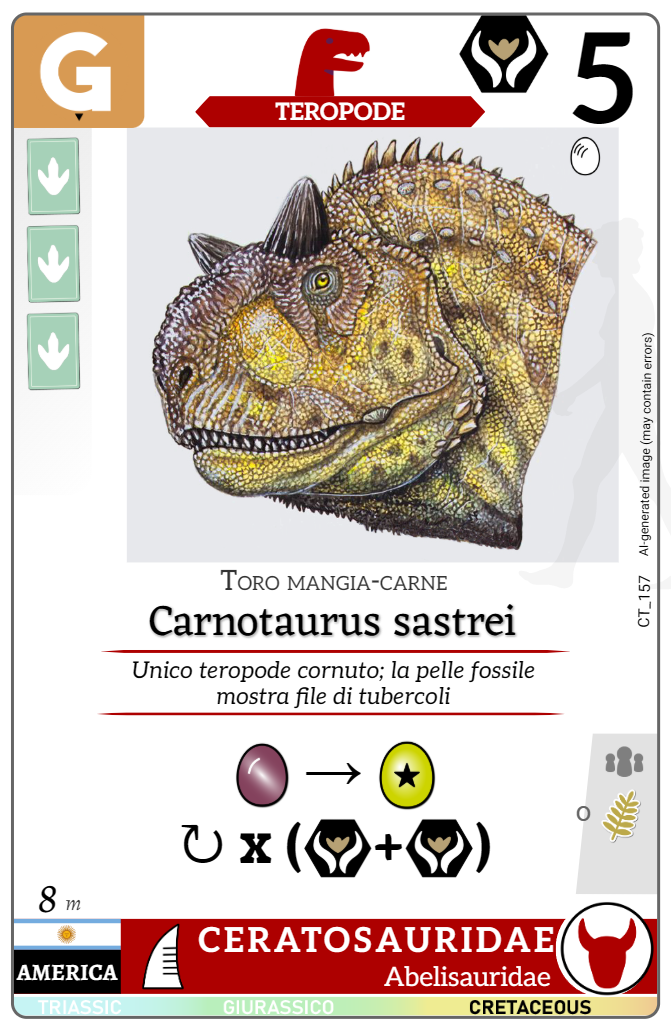 G
TEROPODE
5
AI-generated image (may contain errors)
CT_157
TORO MANGIA-CARNE
Carnotaurus sastrei
Unico teropode cornuto; la pelle fossile
mostra file di tubercoli
x ( + )
o
8 m
AMERICA
CERATOSAURIDAE
Abelisauridae
TRIASSIC GIURASSICO CRETACEOUS